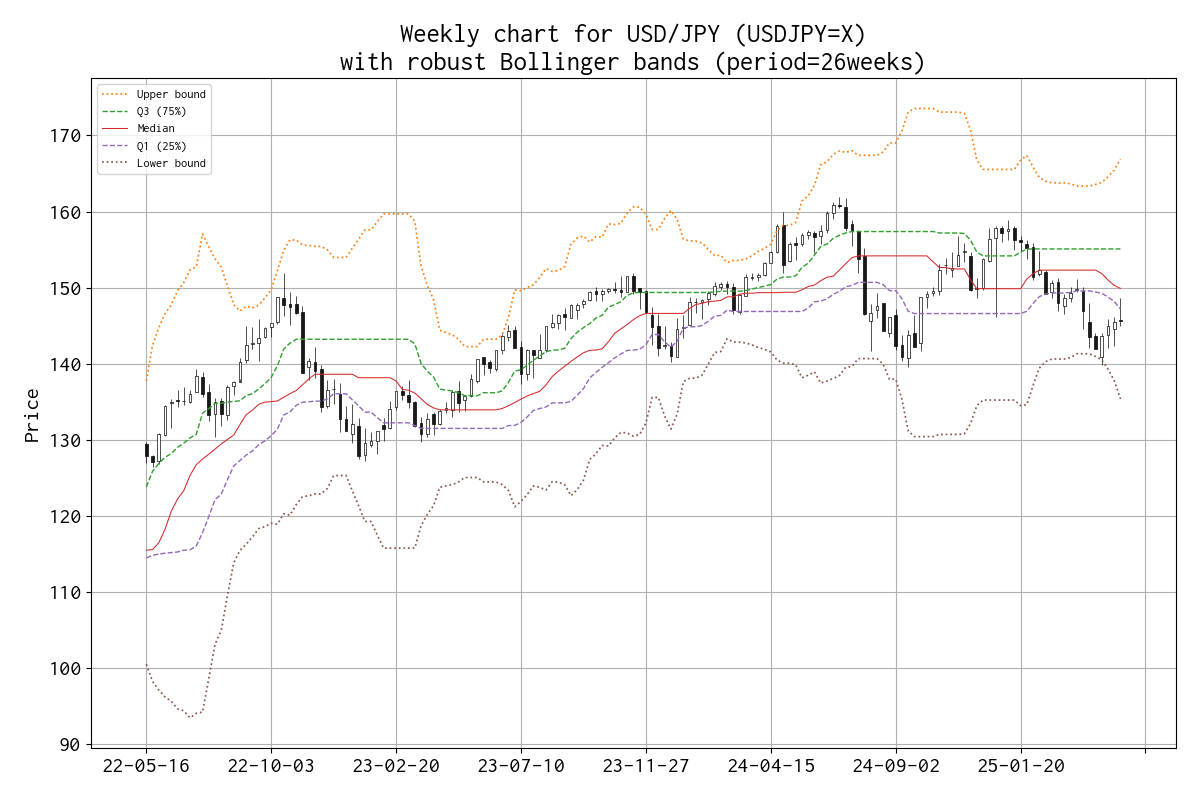 Weekly chart for USD/JPY (USDJPY=X)
with robust Bollinger bands (period=26weeks)
Upper bound
Q3 (75%)
Median
Q1 (25%)
Lower bound
Price
170
160
150
140
130
120
110
100
90
22-05-16
22-10-03
23-02-20
23-07-10
23-11-27
24-04-15
24-09-02
25-01-20